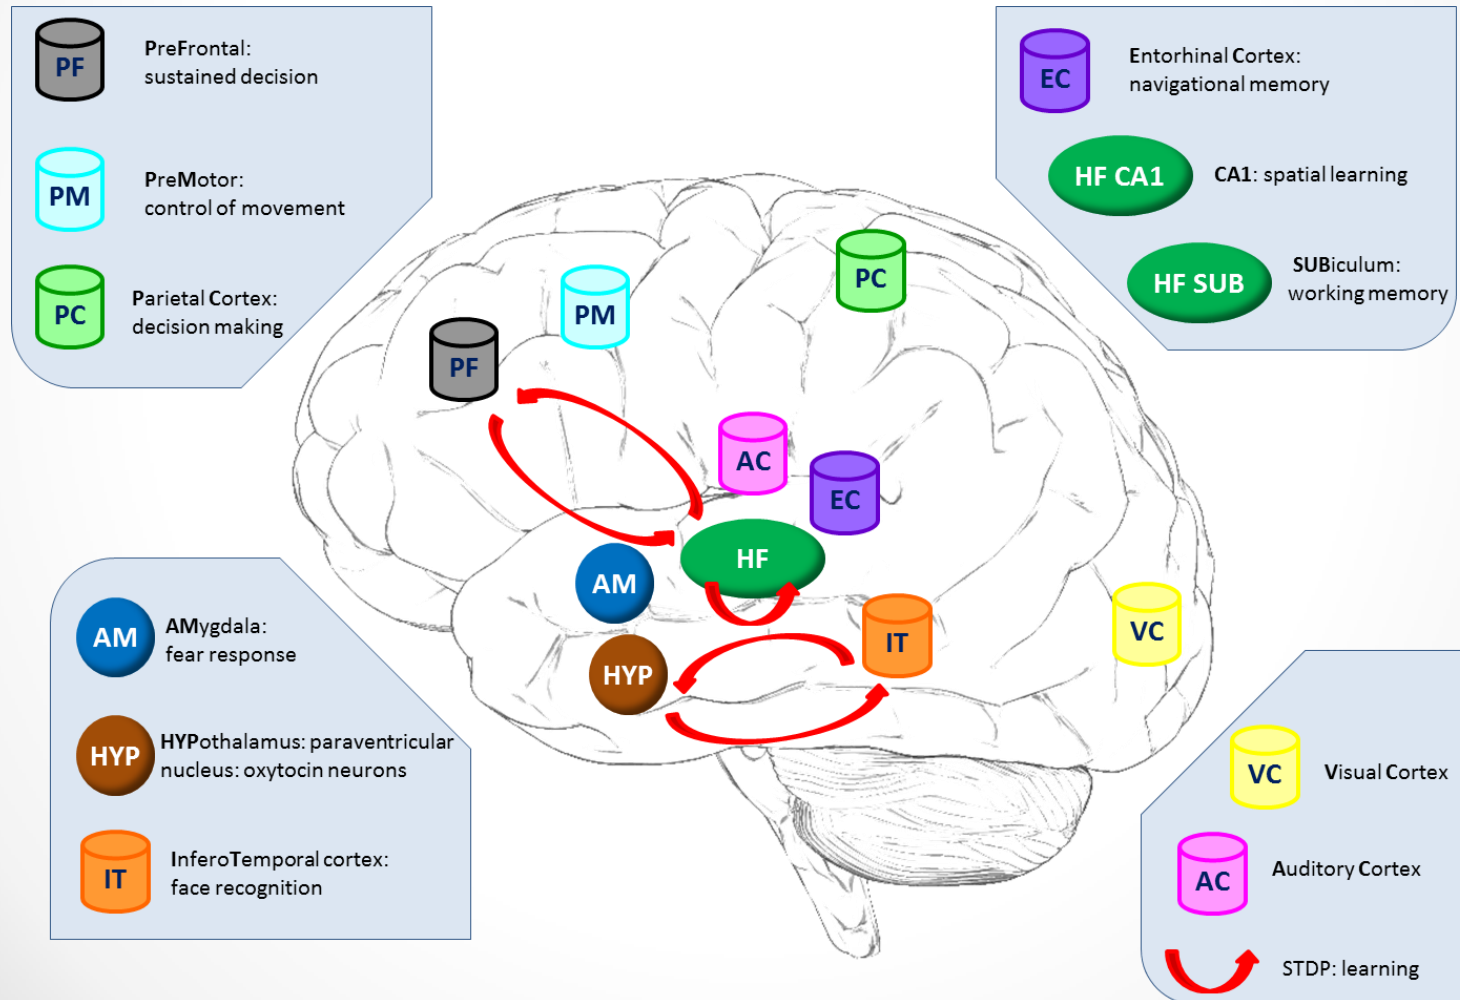 PF
PreFrontal:
sustained decision
PM
PreMotor:
control of movement
PC
Parietal Cortex:
decision making
EC
Entorhinal Cortex:
navigational memory
HF CA1
CA1: spatial learning
HF SUB
SUBiculum:
working memory
PC
PM
PF
AC
EC
HF
AM
IT
VC
HYP
AM
AMygdala:
fear response
HYP
HYPothalamus: paraventricular
nucleus: oxytocin neurons
IT
InferoTemporal cortex:
face recognition
VC
Visual Cortex
AC
Auditory Cortex
STDP: learning